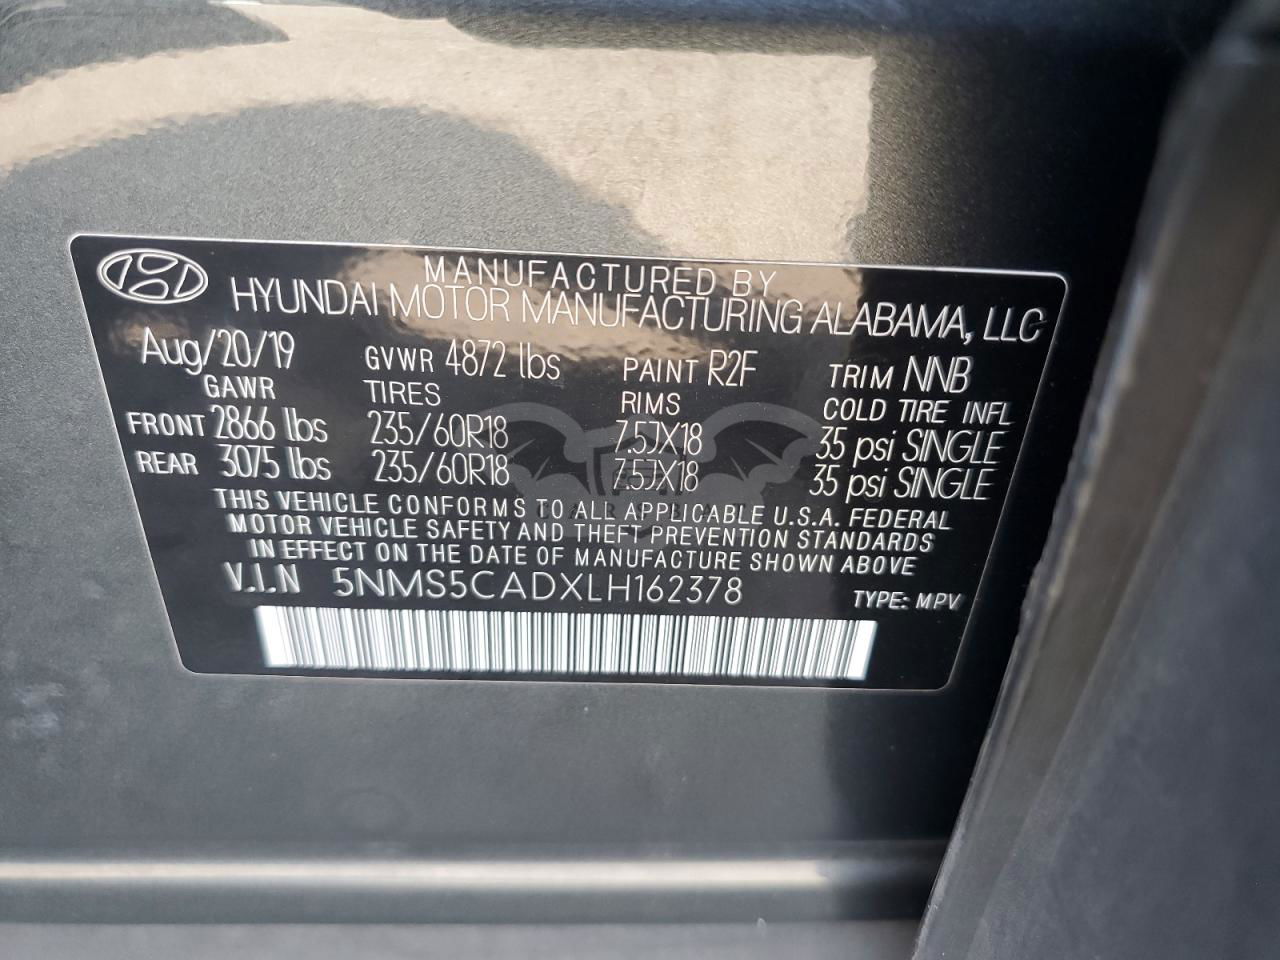 MANUFACTURED BY
HYUNDAI MOTOR MANUFACTURING ALABAMA, LLC
Aug/20/19 GVWR 4872 lbs PAINT R2F TRIM NNB
GAWR TIRES RIMS COLD TIRE INFL
FRONT 2866 lbs 235/60R18 7.5JX18 35 psi SINGLE
REAR 3075 lbs 235/60R18 7.5JX18 35 psi SINGLE
THIS VEHICLE CONFORMS TO ALL APPLICABLE U.S.A. FEDERAL
MOTOR VEHICLE SAFETY AND THEFT PREVENTION STANDARDS
IN EFFECT ON THE DATE OF MANUFACTURE SHOWN ABOVE
V.I.N 5NMS5CADXLH162378 TYPE: MPV